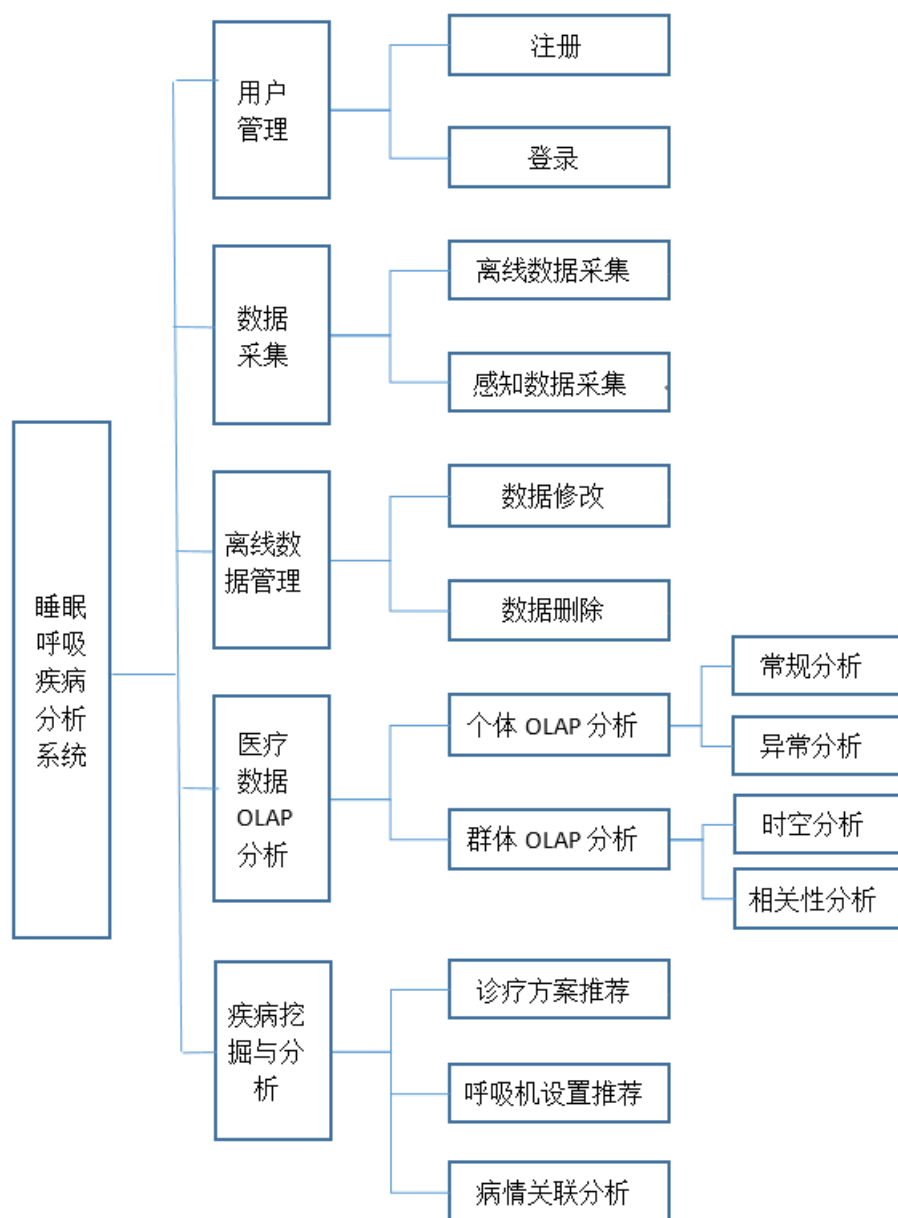 用户
管理
注册
登录
数据
采集
离线数据采集
感知数据采集
离线数
据管理
数据修改
数据删除
睡眠
呼吸
疾病
分析
系统
医疗
数据
OLAP
分析
个体 OLAP 分析
常规分析
异常分析
群体 OLAP 分析
时空分析
相关性分析
疾病挖
掘与分
析
诊疗方案推荐
呼吸机设置推荐
病情关联分析